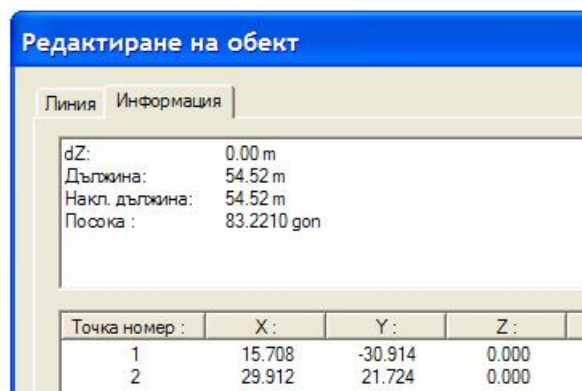 Редактиране на обект
Линия Информация
dZ: 0.00 m
Дължина: 54.52 m
Накл. дължина: 54.52 m
Посока : 83.2210 gon
Точка номер : X : Y : Z :
1 15.708 -30.914 0.000
2 29.912 21.724 0.000